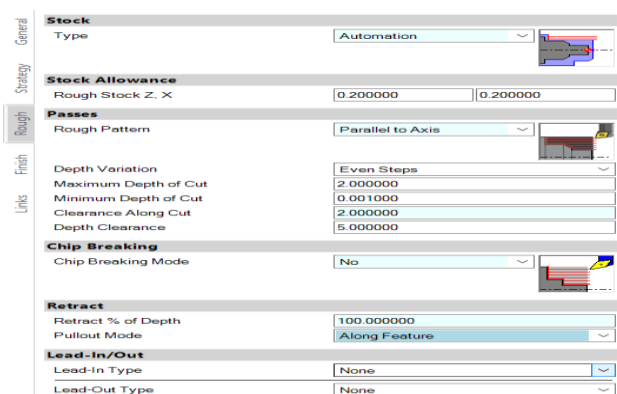 General
Strategy
Rough
Finish
Links
Stock
Type Automation
Stock Allowance
Rough Stock Z, X 0.200000 0.200000
Passes
Rough Pattern Parallel to Axis
Depth Variation Even Steps
Maximum Depth of Cut 2.000000
Minimum Depth of Cut 0.001000
Clearance Along Cut 2.000000
Depth Clearance 5.000000
Chip Breaking
Chip Breaking Mode No
Retract
Retract % of Depth 100.000000
Pullout Mode Along Feature
Lead-In/Out
Lead-In Type None
Lead-Out Type None